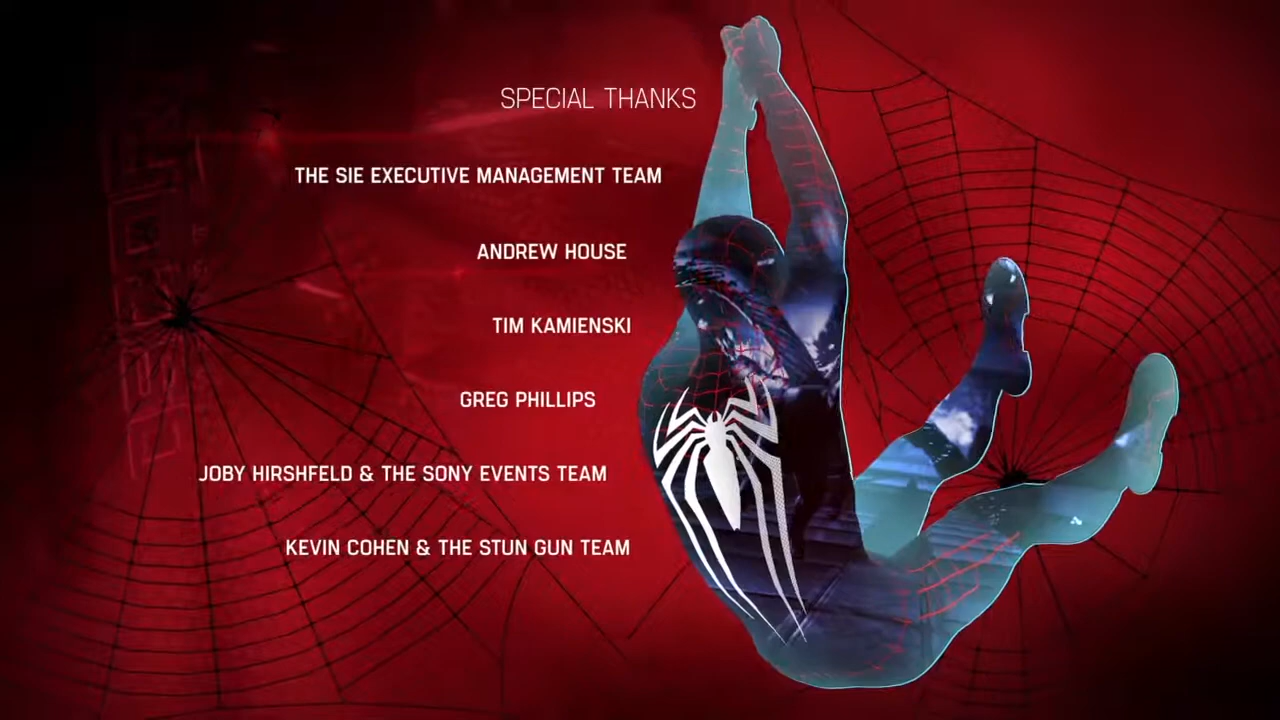 SPECIAL THANKS
THE SIE EXECUTIVE MANAGEMENT TEAM
ANDREW HOUSE
TIM KAMIENSKI
GREG PHILLIPS
JOBY HIRSHFELD & THE SONY EVENTS TEAM
KEVIN COHEN & THE STUN GUN TEAM